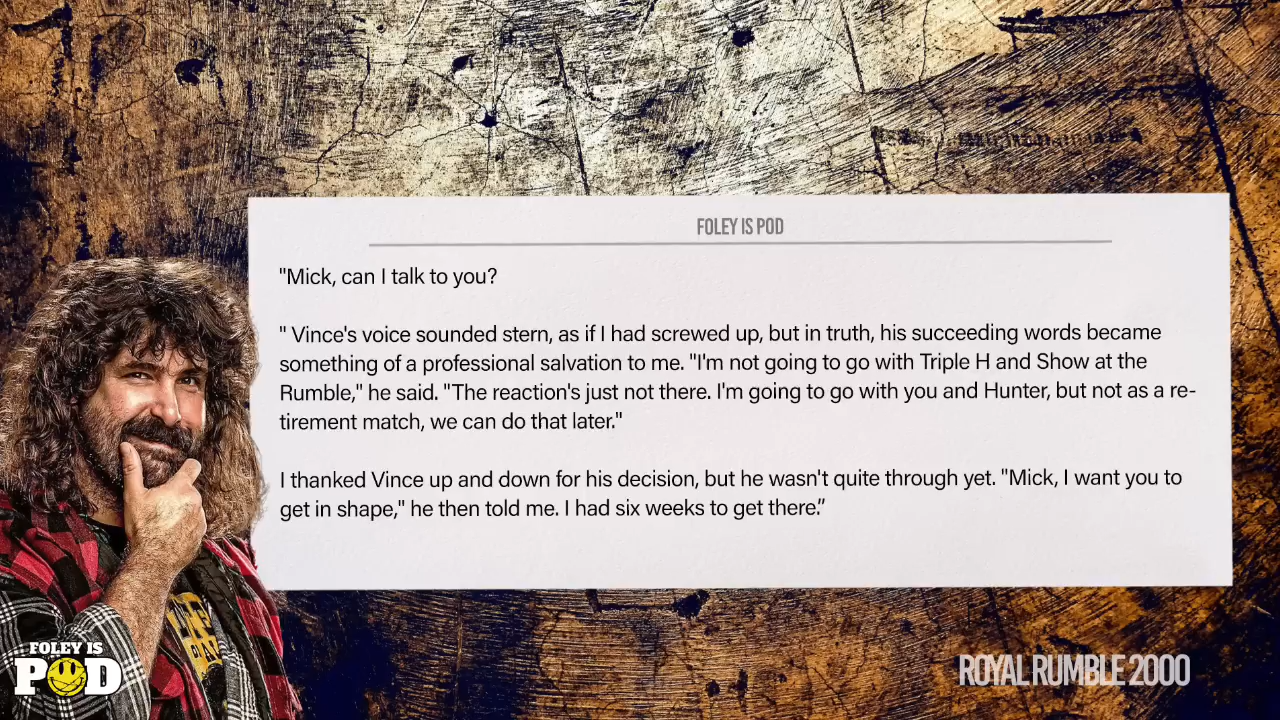 FOLEY IS POD
"Mick, can I talk to you?
" Vince's voice sounded stern, as if I had screwed up, but in truth, his succeeding words became
something of a professional salvation to me. "I'm not going to go with Triple H and Show at the
Rumble," he said. "The reaction's just not there. I'm going to go with you and Hunter, but not as a re-
tirement match, we can do that later."
I thanked Vince up and down for his decision, but he wasn't quite through yet. "Mick, I want you to
get in shape," he then told me. I had six weeks to get there.”
FOLEY IS
POD
ROYAL RUMBLE 2000